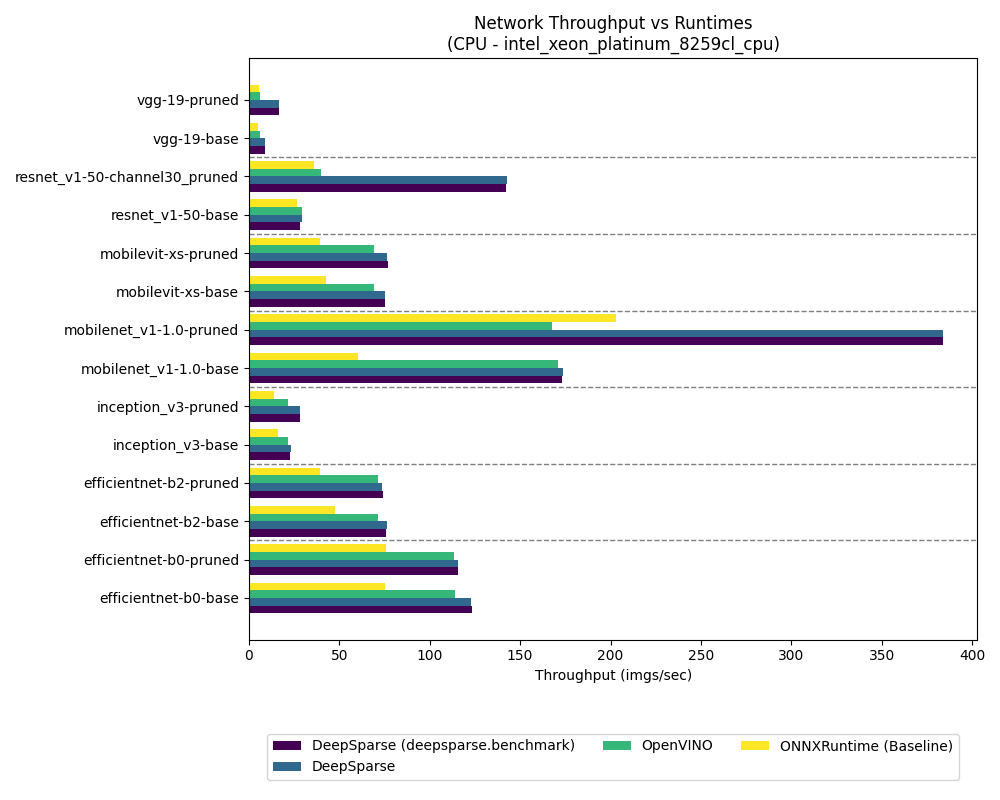 Network Throughput vs Runtimes
(CPU - intel_xeon_platinum_8259cl_cpu)
vgg-19-pruned
vgg-19-base
resnet_v1-50-channel30_pruned
resnet_v1-50-base
mobilevit-xs-pruned
mobilevit-xs-base
mobilenet_v1-1.0-pruned
mobilenet_v1-1.0-base
inception_v3-pruned
inception_v3-base
efficientnet-b2-pruned
efficientnet-b2-base
efficientnet-b0-pruned
efficientnet-b0-base
0 50 100 150 200 250 300 350 400
Throughput (imgs/sec)
DeepSparse (deepsparse.benchmark) OpenVINO ONNXRuntime (Baseline)
DeepSparse